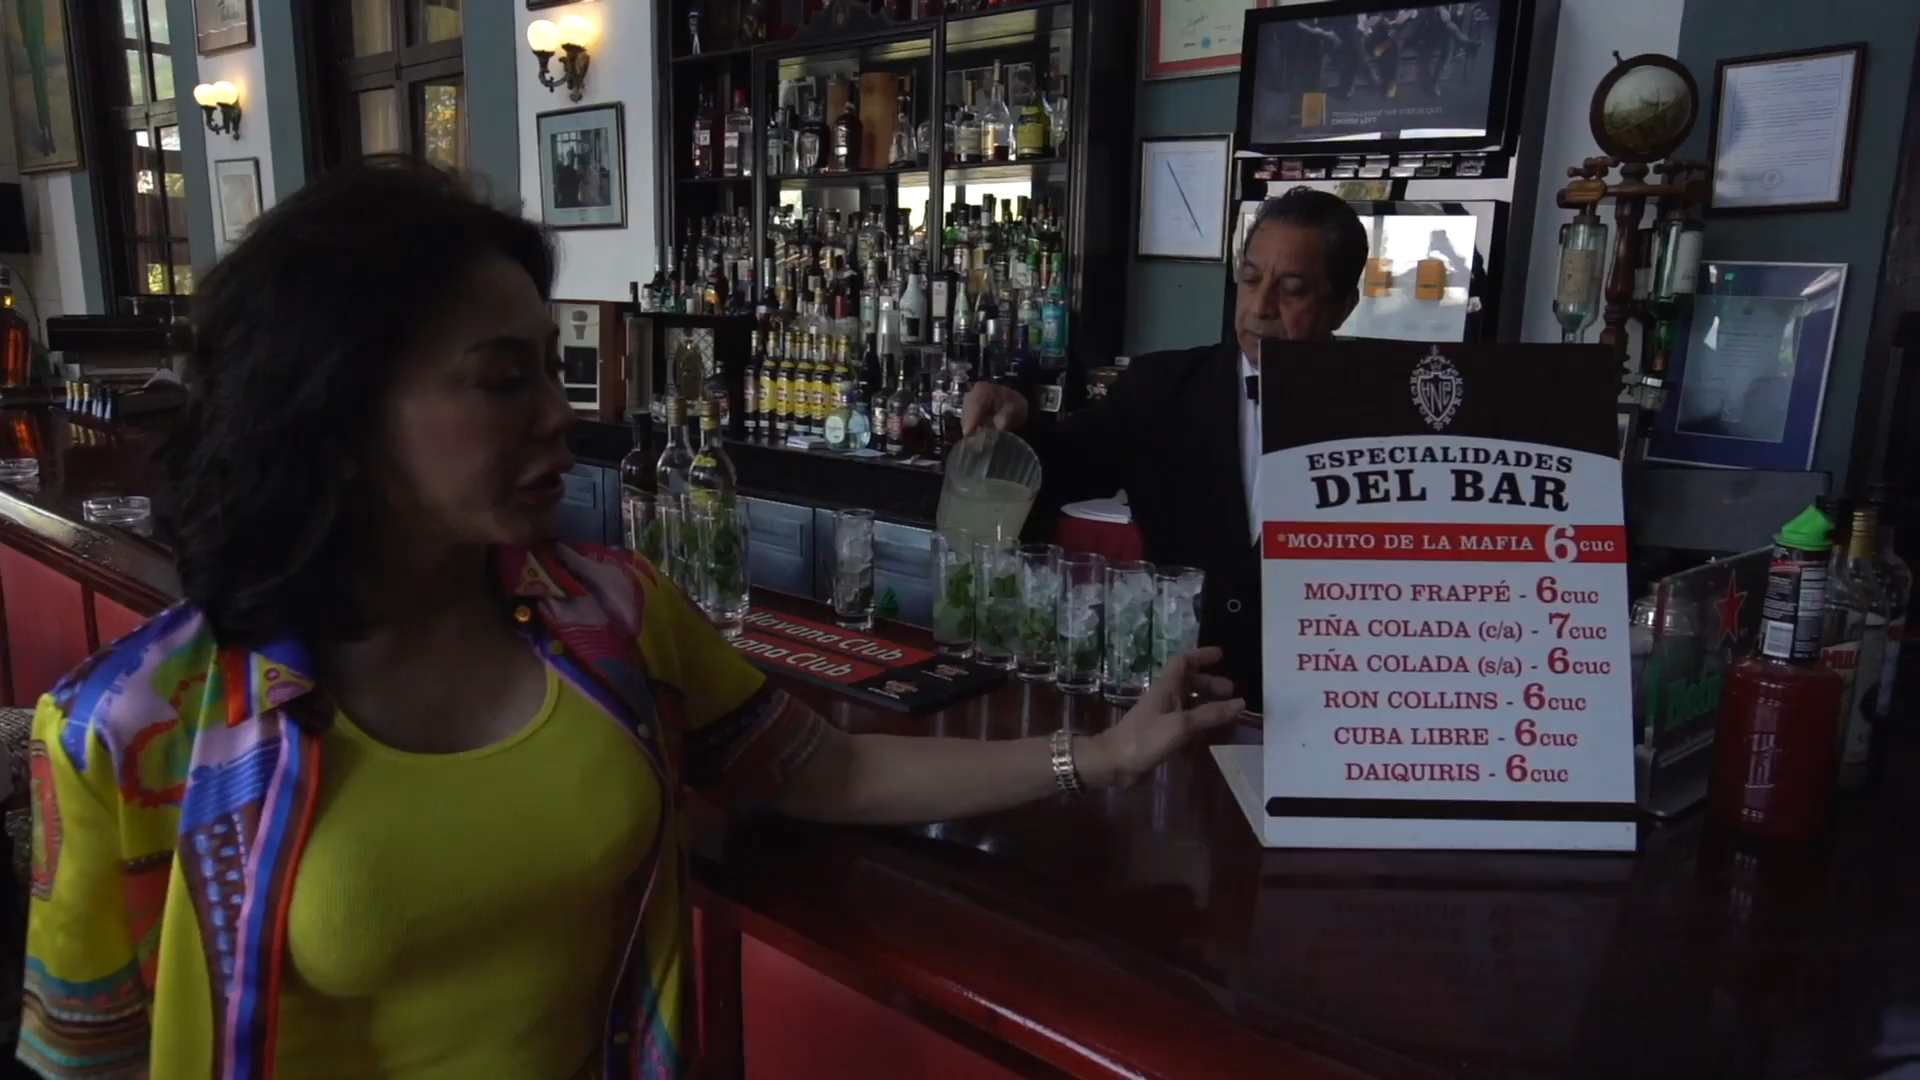 HNC
ESPECIALIDADES
DEL BAR
*MOJITO DE LA MAFIA 6cuc
MOJITO FRAPPÉ - 6cuc
PIÑA COLADA (c/a) - 7cuc
PIÑA COLADA (s/a) - 6cuc
RON COLLINS - 6cuc
CUBA LIBRE - 6cuc
DAIQUIRIS - 6cuc
Havana Club